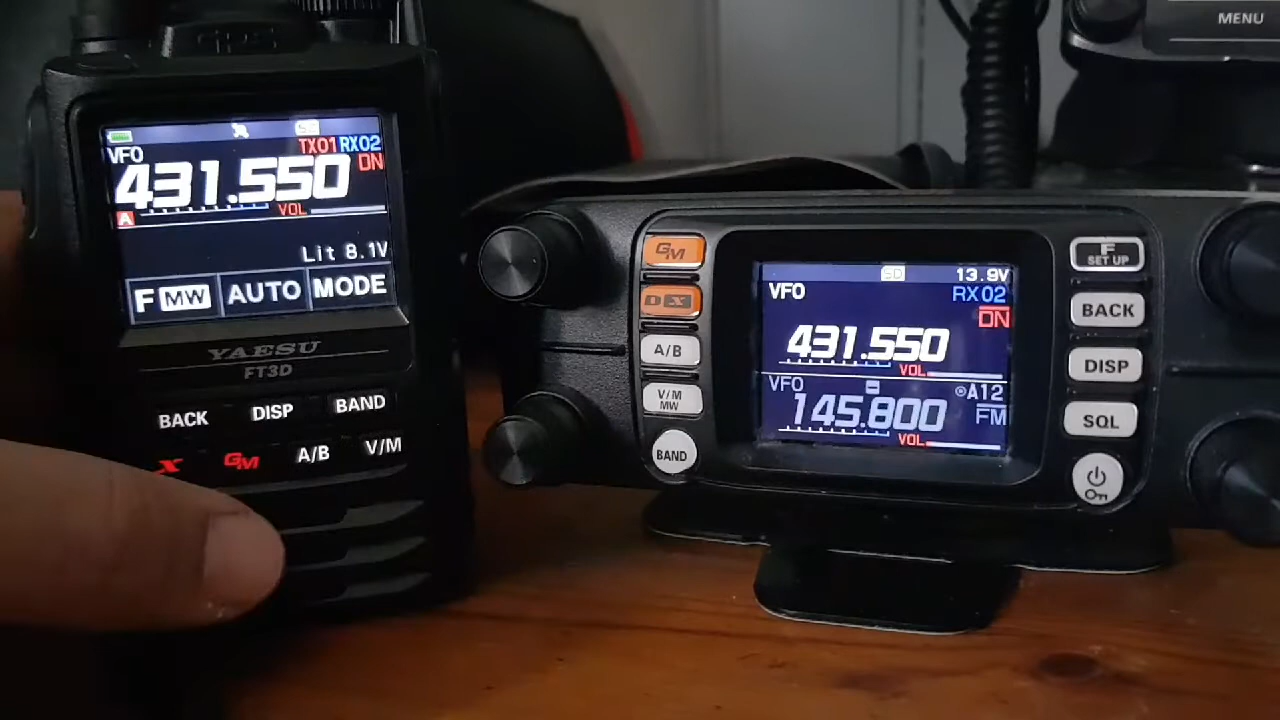 GPS
SD
VFO
TX01 RX02
431.550
DN
A
VOL
Lit 8.1V
F MW
AUTO
MODE
YAESU
FT3D
BACK
DISP
BAND
X
GM
A/B
V/M
GM
D X
A/B
V/M
MW
BAND
SD
13.9V
VFO
RX02
DN
431.550
VOL
VFO
A12
145.800
FM
VOL
F
SET UP
BACK
DISP
SQL
MENU